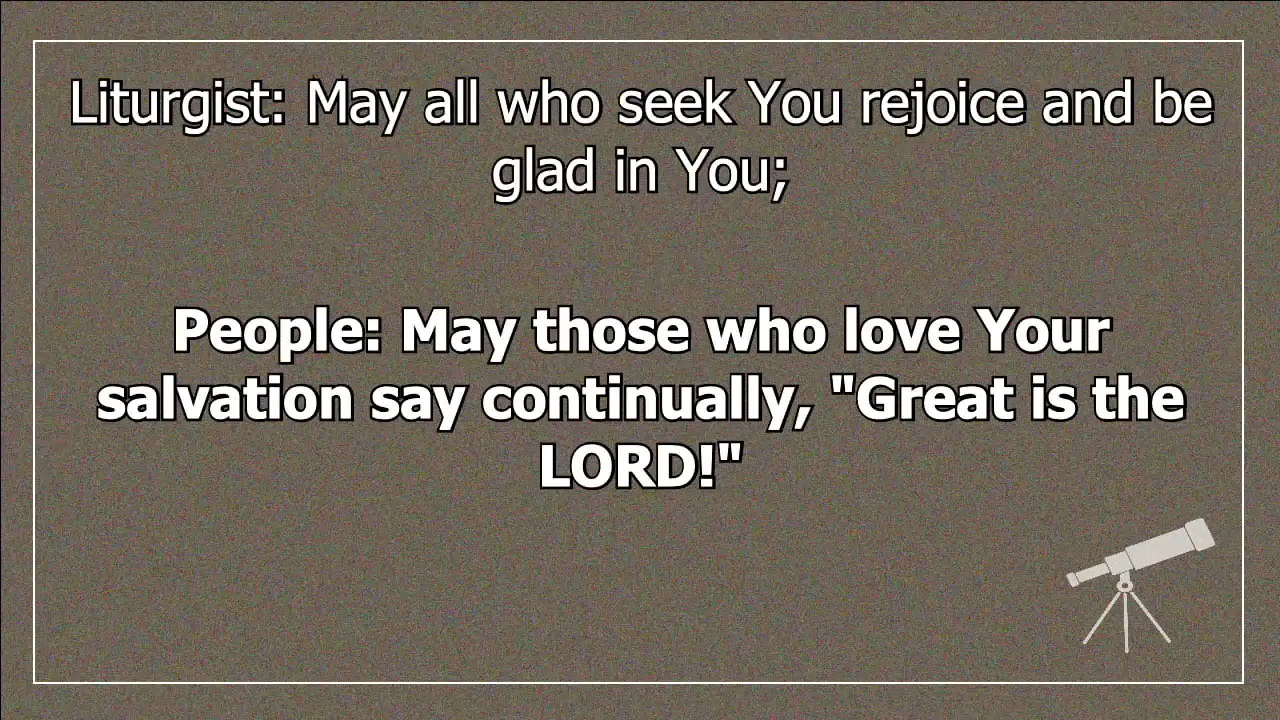 Liturgist: May all who seek You rejoice and be
glad in You;
People: May those who love Your
salvation say continually, "Great is the
LORD!"